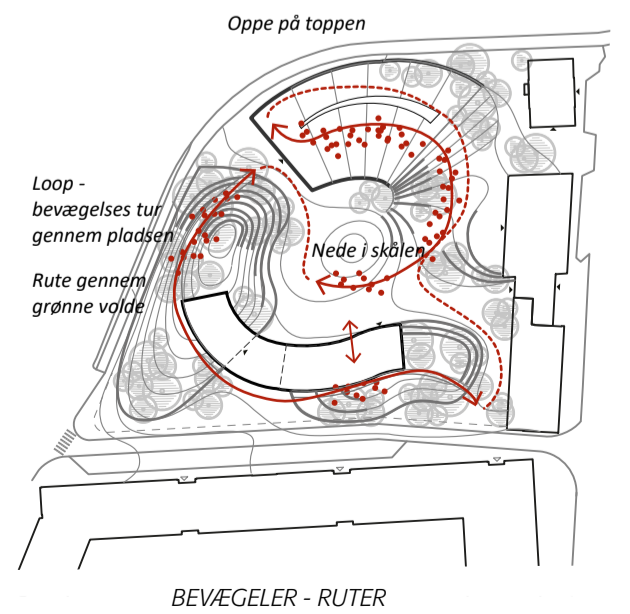 Oppe på toppen
Loop -
bevægelses tur
gennem pladsen
Nede i skålen
Rute gennem
grønne volde
BEVÆGELER - RUTER